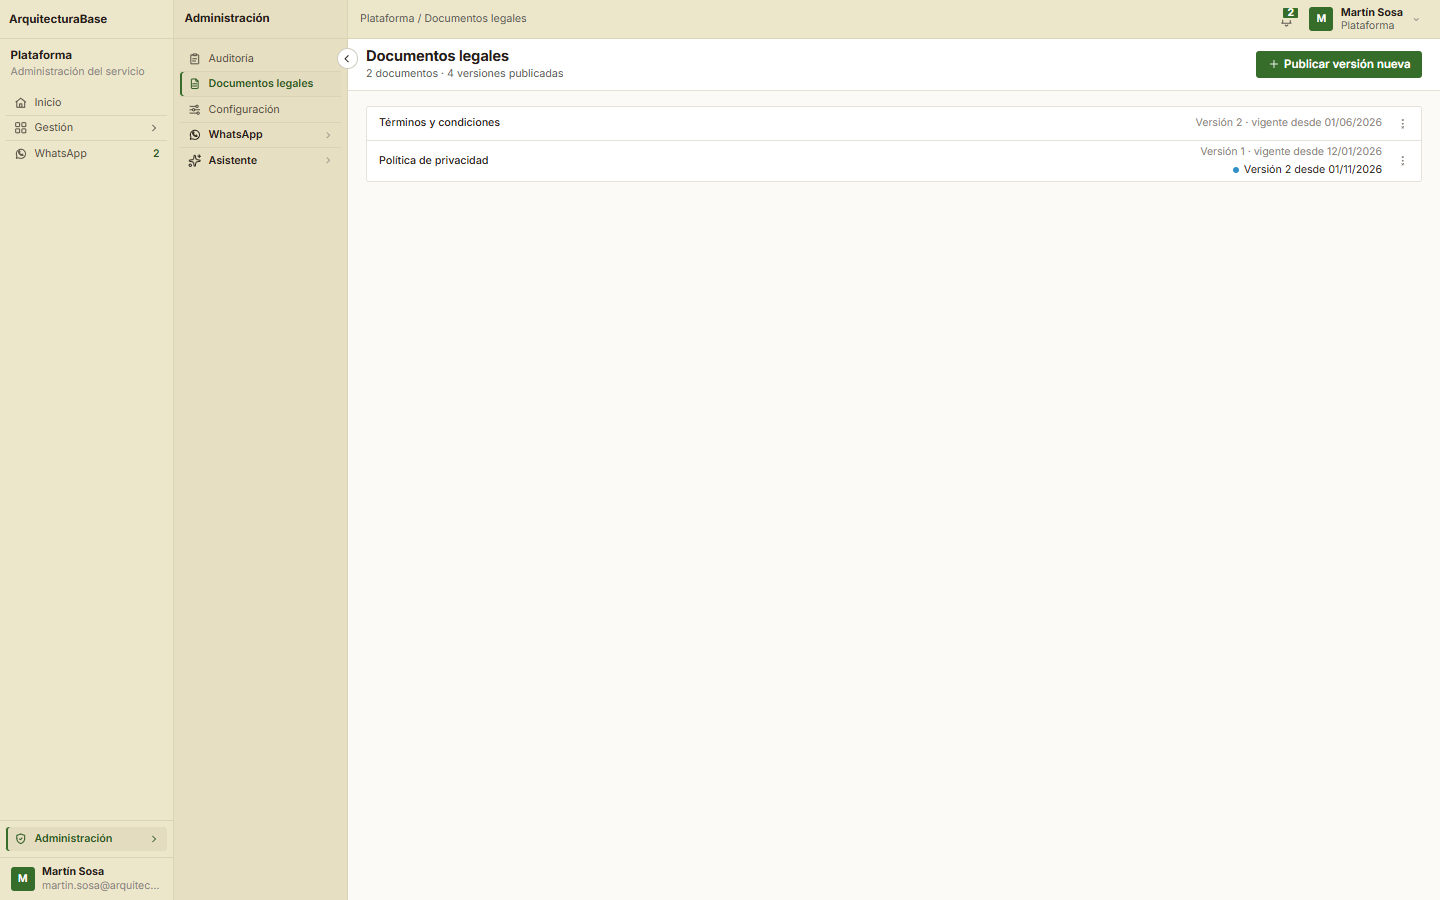 ArquitecturaBase
Plataforma
Administración del servicio
Inicio
Gestión
WhatsApp 2
Administración
M
Martín Sosa
martin.sosa@arquitec...
Administración
Auditoría
Documentos legales
Configuración
WhatsApp
Asistente
Plataforma / Documentos legales
2
M
Martín Sosa
Plataforma
Documentos legales
2 documentos · 4 versiones publicadas
Publicar versión nueva
Términos y condiciones
Versión 2 · vigente desde 01/06/2026
Política de privacidad
Versión 1 · vigente desde 12/01/2026
Versión 2 desde 01/11/2026